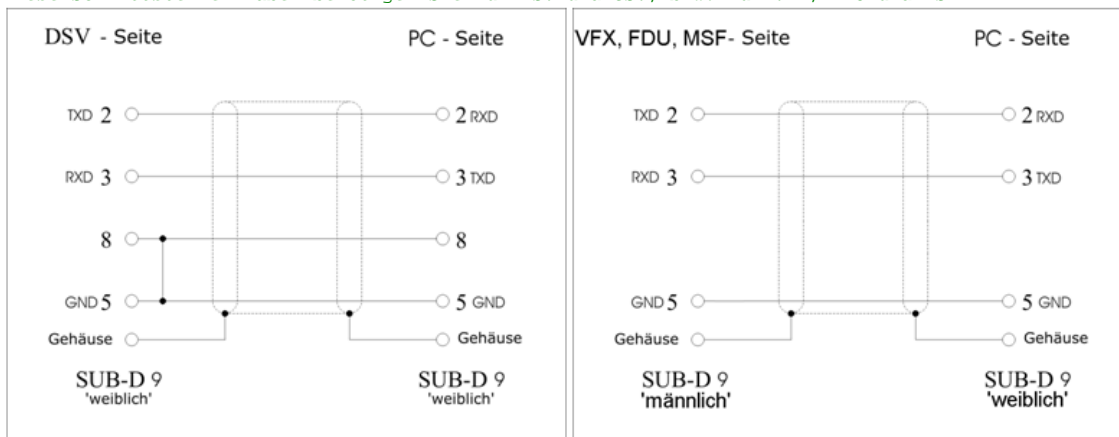 DSV - Seite PC - Seite
TXD 2 2 RXD
RXD 3 3 TXD
8 8
GND 5 5 GND
Gehäuse Gehäuse
SUB-D 9 SUB-D 9
'weiblich' 'weiblich'
VFX, FDU, MSF- Seite PC - Seite
TXD 2 2 RXD
RXD 3 3 TXD
GND 5 5 GND
Gehäuse Gehäuse
SUB-D 9 SUB-D 9
'männlich' 'weiblich'